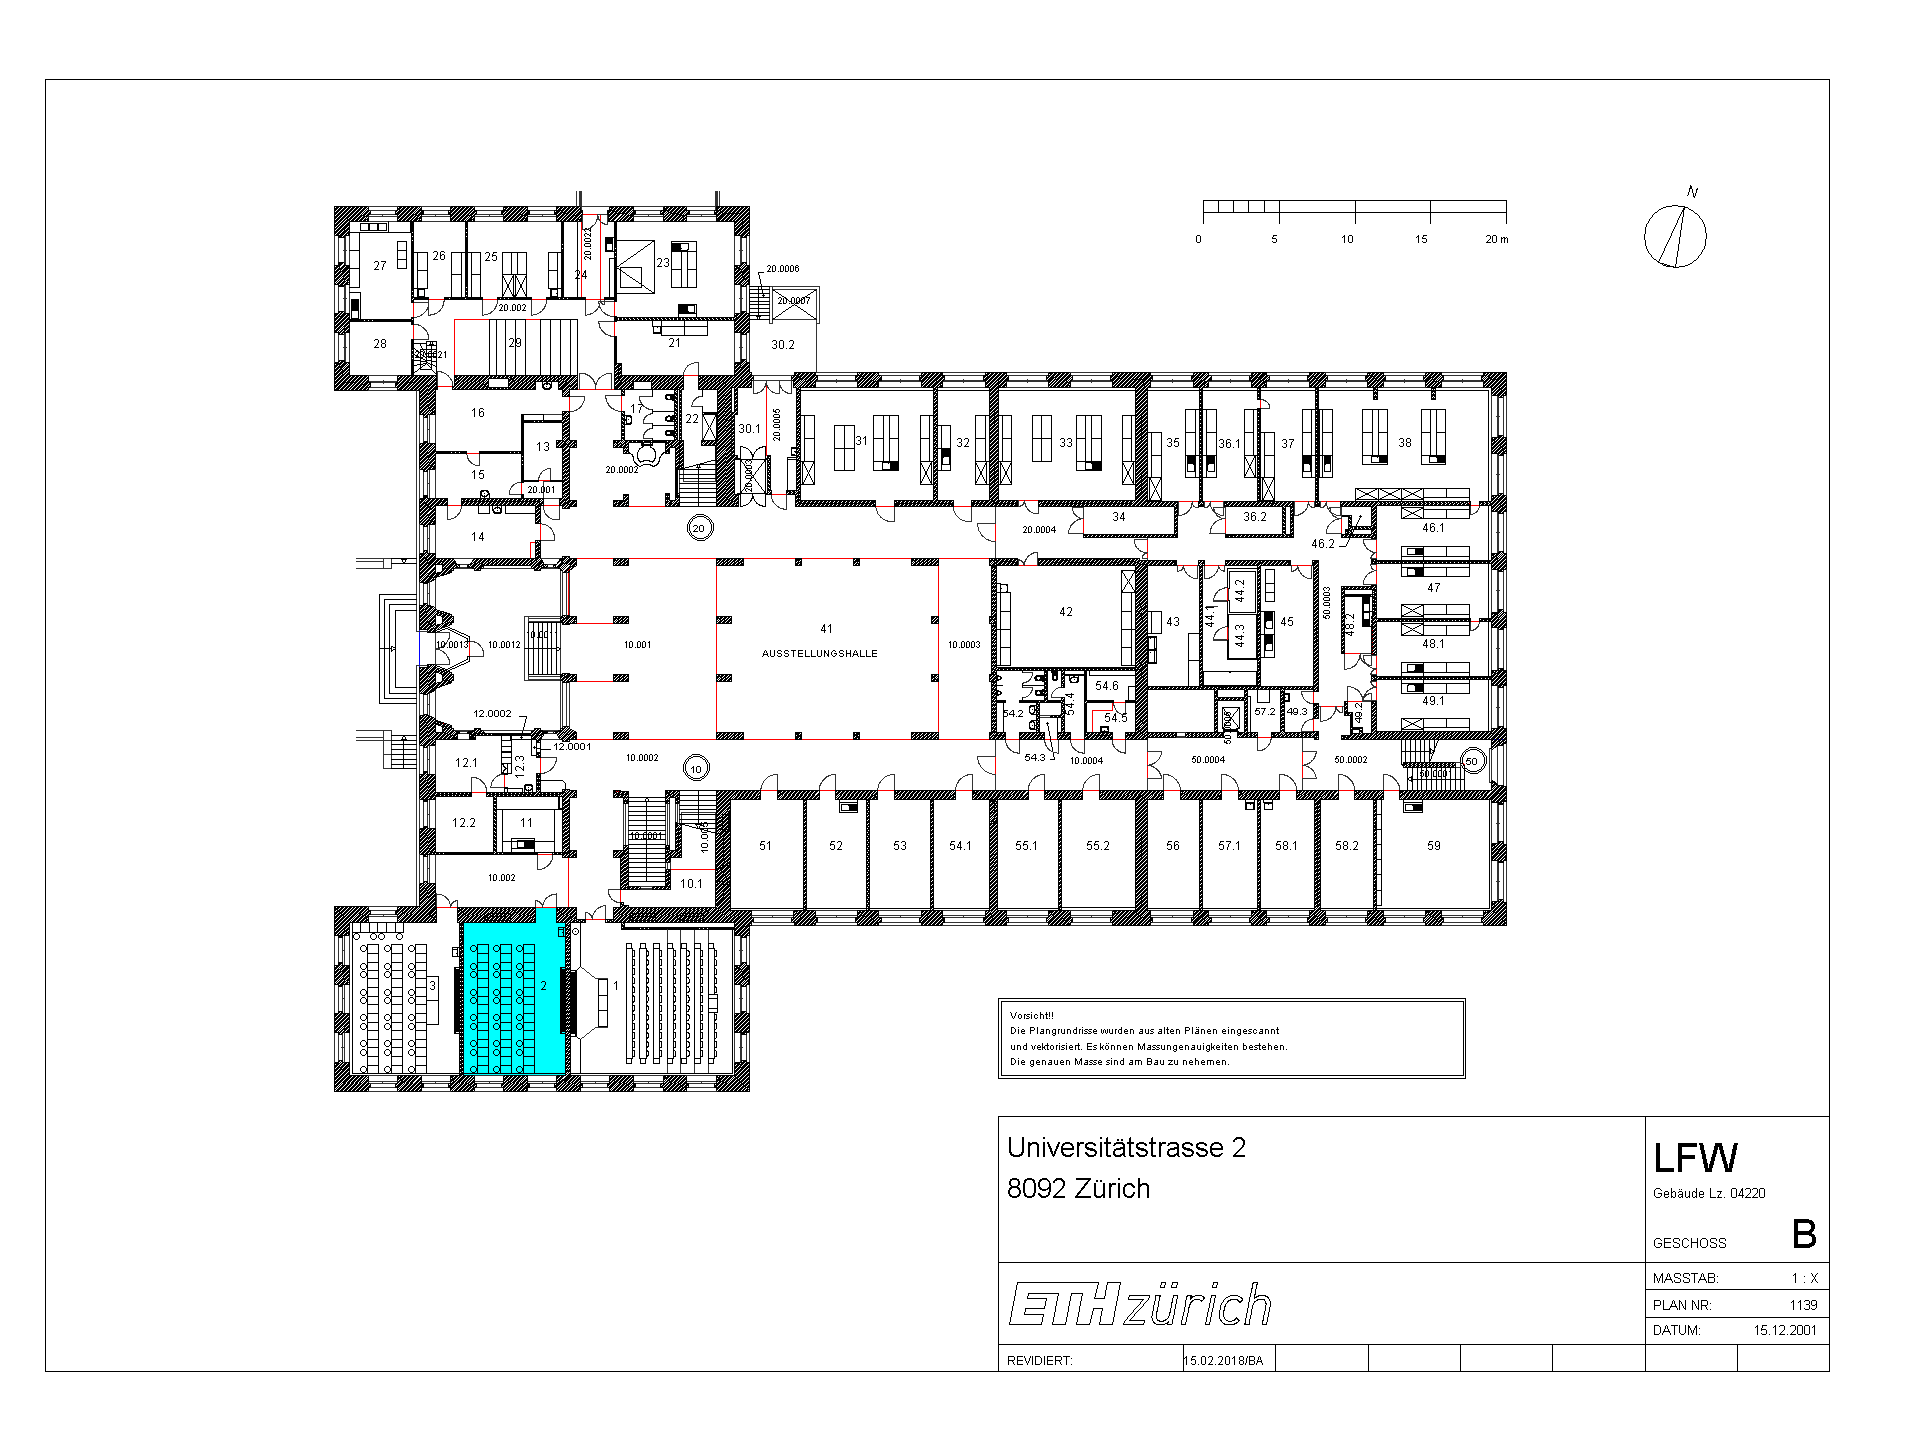 N
0 5 10 15 20 m
27 26 25 24 20.0022 23
20.0006
20.0007
20.002
28 20.0021 29 21 30.2
16 17 22 30.1 20.0005
13 31 32 33 35 36.1 37 38
15 20.001 20.0002 20.0003
14 20 20.0004 34 36.2 46.2 46.1
47
42 44.2 44.1 44.3 43 45 50.0003 48.2
10.0013 10.0012 10.0011 10.001 41 10.0003 48.1
AUSSTELLUNGSHALLE
54.6 54.4 49.1
12.0002 54.2 54.5 57.2 49.3 49.2
12.0001
12.1 12.3 10.0002 10 54.3 10.0004 50.0004 50.0002 50
50.0001
12.2 11 10.0001 10.005
51 52 53 54.1 55.1 55.2 56 57.1 58.1 58.2 59
10.002 10.1
3 2 1
Vorsicht!!
Die Plangrundrisse wurden aus alten Plänen eingescannt
und vektorisiert. Es können Massungenauigkeiten bestehen.
Die genauen Masse sind am Bau zu nehemen.
Universitätstrasse 2
8092 Zürich
LFW
Gebäude Lz. 04220
GESCHOSS B
ETH zürich
MASSTAB: 1 : X
PLAN NR: 1139
DATUM: 15.12.2001
REVIDIERT: 15.02.2018/BA